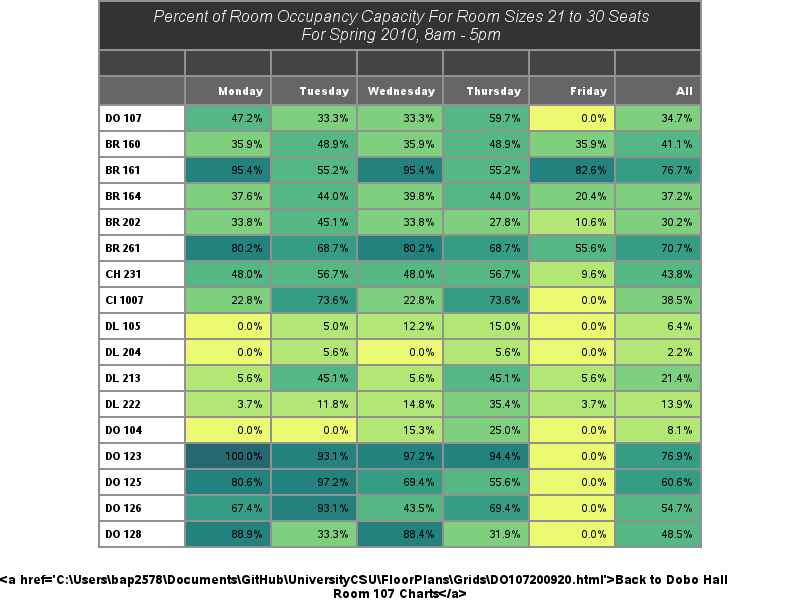 Percent of Room Occupancy Capacity For Room Sizes 21 to 30 Seats
For Spring 2010, 8am - 5pm
Monday Tuesday Wednesday Thursday Friday All
DO 107 47.2% 33.3% 33.3% 59.7% 0.0% 34.7%
BR 160 35.9% 48.9% 35.9% 48.9% 35.9% 41.1%
BR 161 95.4% 55.2% 95.4% 55.2% 82.6% 76.7%
BR 164 37.6% 44.0% 39.8% 44.0% 20.4% 37.2%
BR 202 33.8% 45.1% 33.8% 27.8% 10.6% 30.2%
BR 261 80.2% 68.7% 80.2% 68.7% 55.6% 70.7%
CH 231 48.0% 56.7% 48.0% 56.7% 9.6% 43.8%
CI 1007 22.8% 73.6% 22.8% 73.6% 0.0% 38.5%
DL 105 0.0% 5.0% 12.2% 15.0% 0.0% 6.4%
DL 204 0.0% 5.6% 0.0% 5.6% 0.0% 2.2%
DL 213 5.6% 45.1% 5.6% 45.1% 5.6% 21.4%
DL 222 3.7% 11.8% 14.8% 35.4% 3.7% 13.9%
DO 104 0.0% 0.0% 15.3% 25.0% 0.0% 8.1%
DO 123 100.0% 93.1% 97.2% 94.4% 0.0% 76.9%
DO 125 80.6% 97.2% 69.4% 55.6% 0.0% 60.6%
DO 126 67.4% 93.1% 43.5% 69.4% 0.0% 54.7%
DO 128 88.9% 33.3% 88.4% 31.9% 0.0% 48.5%
<a href='C:\Users\bap2578\Documents\GitHub\UniversityCSU\FloorPlans\Grids\DO107200920.html'>Back to Dobo Hall
Room 107 Charts</a>